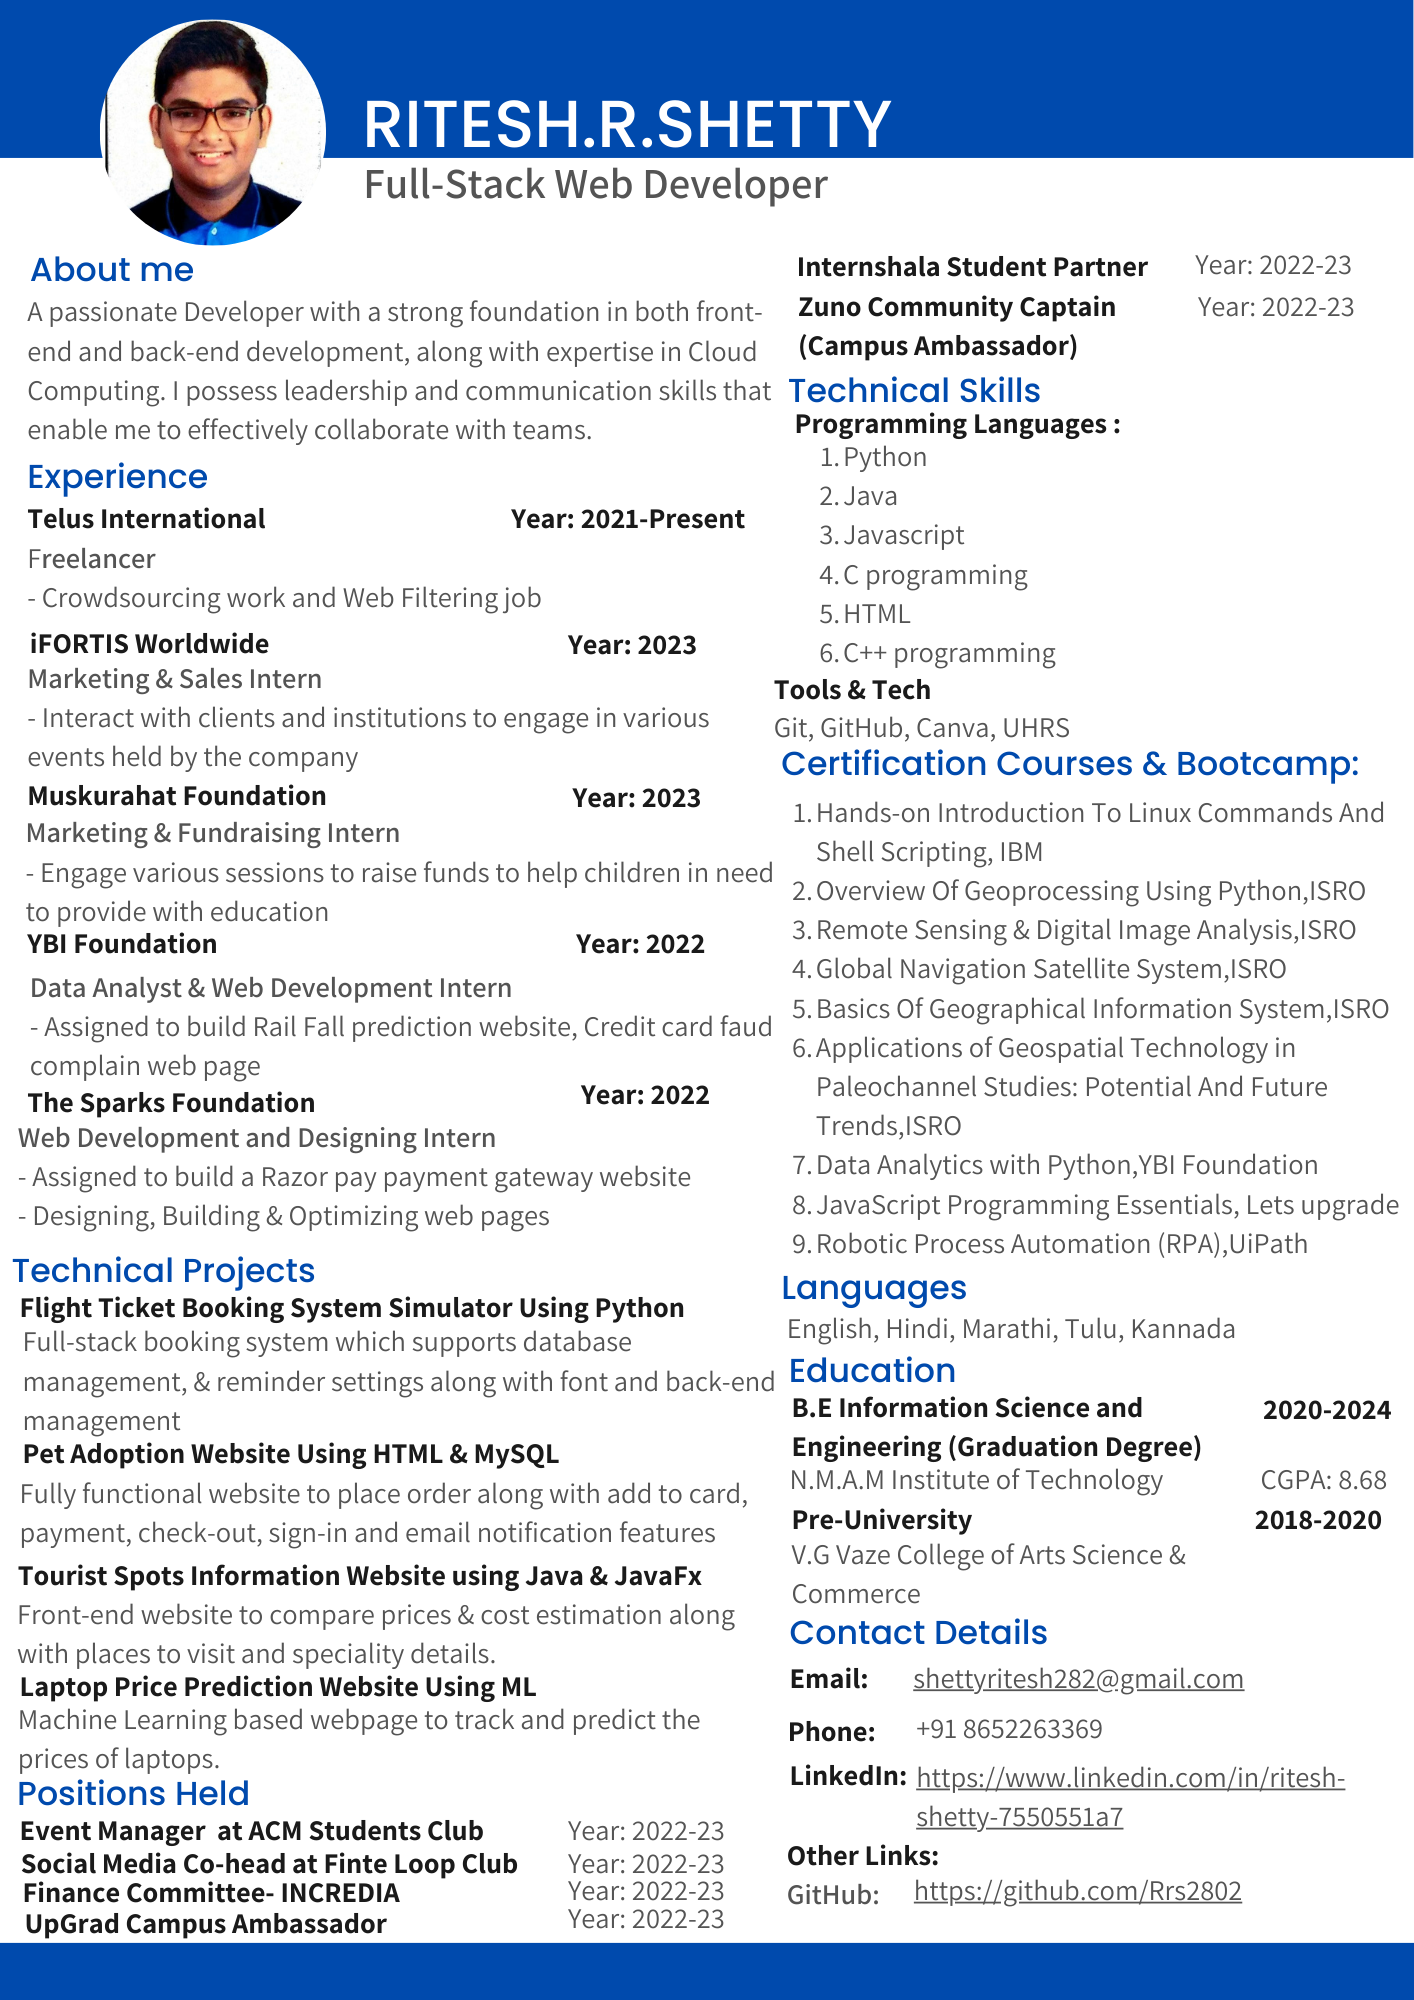 RITESH.R.SHETTY
Full-Stack Web Developer
About me
A passionate Developer with a strong foundation in both front-
end and back-end development, along with expertise in Cloud
Computing. I possess leadership and communication skills that
enable me to effectively collaborate with teams.
Experience
Telus International Year: 2021-Present
Freelancer
- Crowdsourcing work and Web Filtering job
iFORTIS Worldwide Year: 2023
Marketing & Sales Intern
- Interact with clients and institutions to engage in various
events held by the company
Muskurahat Foundation Year: 2023
Marketing & Fundraising Intern
- Engage various sessions to raise funds to help children in need
to provide with education
YBI Foundation Year: 2022
Data Analyst & Web Development Intern
- Assigned to build Rail Fall prediction website, Credit card faud
complain web page
The Sparks Foundation Year: 2022
Web Development and Designing Intern
- Assigned to build a Razor pay payment gateway website
- Designing, Building & Optimizing web pages
Technical Projects
Flight Ticket Booking System Simulator Using Python
Full-stack booking system which supports database
management, & reminder settings along with font and back-end
management
Pet Adoption Website Using HTML & MySQL
Fully functional website to place order along with add to card,
payment, check-out, sign-in and email notification features
Tourist Spots Information Website using Java & JavaFx
Front-end website to compare prices & cost estimation along
with places to visit and speciality details.
Laptop Price Prediction Website Using ML
Machine Learning based webpage to track and predict the
prices of laptops.
Positions Held
Event Manager at ACM Students Club Year: 2022-23
Social Media Co-head at Finte Loop Club Year: 2022-23
Finance Committee- INCREDIA Year: 2022-23
UpGrad Campus Ambassador Year: 2022-23
Internshala Student Partner Year: 2022-23
Zuno Community Captain Year: 2022-23
(Campus Ambassador)
Technical Skills
Programming Languages :
1. Python
2. Java
3. Javascript
4. C programming
5. HTML
6. C++ programming
Tools & Tech
Git, GitHub, Canva, UHRS
Certification Courses & Bootcamp:
1. Hands-on Introduction To Linux Commands And
Shell Scripting, IBM
2. Overview Of Geoprocessing Using Python,ISRO
3. Remote Sensing & Digital Image Analysis,ISRO
4. Global Navigation Satellite System,ISRO
5. Basics Of Geographical Information System,ISRO
6. Applications of Geospatial Technology in
Paleochannel Studies: Potential And Future
Trends,ISRO
7. Data Analytics with Python,YBI Foundation
8. JavaScript Programming Essentials, Lets upgrade
9. Robotic Process Automation (RPA),UiPath
Languages
English, Hindi, Marathi, Tulu, Kannada
Education
B.E Information Science and 2020-2024
Engineering (Graduation Degree)
N.M.A.M Institute of Technology CGPA: 8.68
Pre-University 2018-2020
V.G Vaze College of Arts Science &
Commerce
Contact Details
Email: shettyritesh282@gmail.com
Phone: +91 8652263369
LinkedIn: https://www.linkedin.com/in/ritesh-
shetty-7550551a7
Other Links:
GitHub: https://github.com/Rrs2802